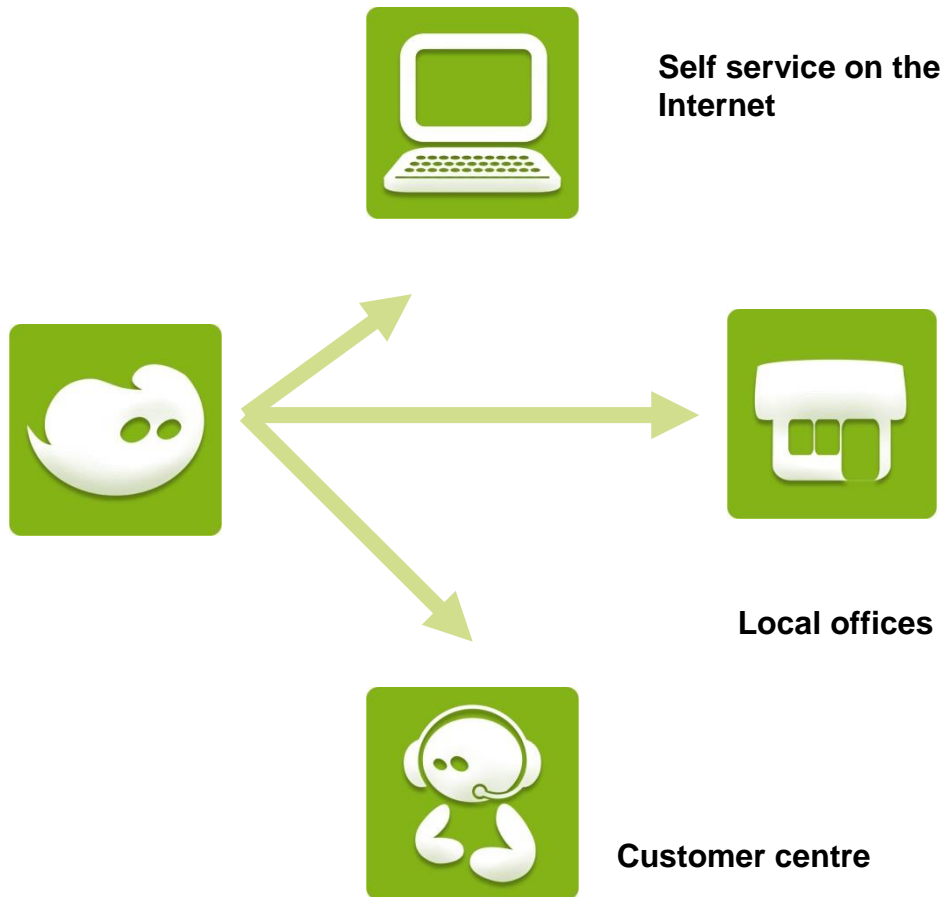 Self service on the
Internet
Local offices
Customer centre